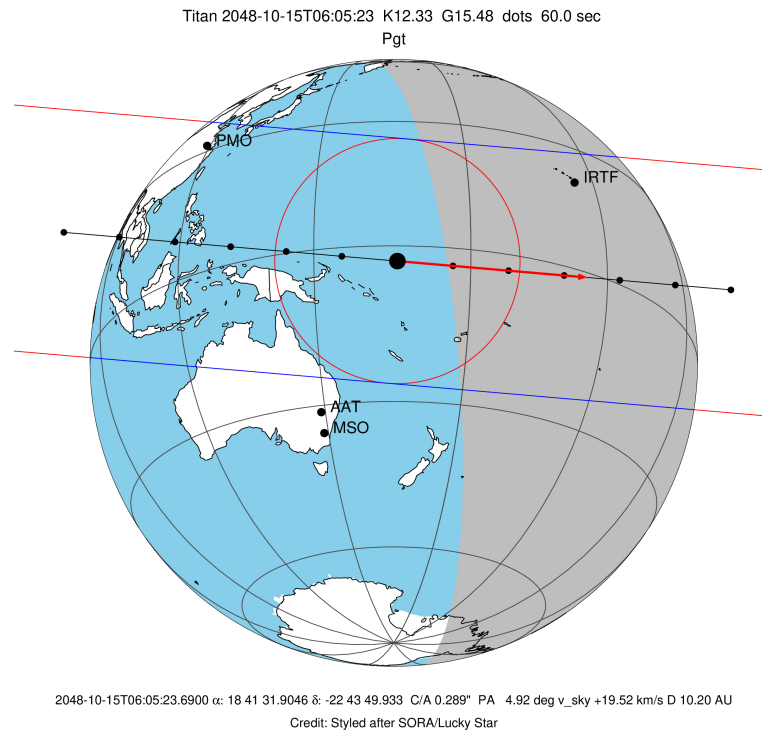 Titan 2048-10-15T06:05:23 K12.33 G15.48 dots 60.0 sec
Pgt
PMO
IRTF
AAT
MSO
2048-10-15T06:05:23.6900 α: 18 41 31.9046 δ: -22 43 49.933 C/A 0.289" PA 4.92 deg v_sky +19.52 km/s D 10.20 AU
Credit: Styled after SORA/Lucky Star